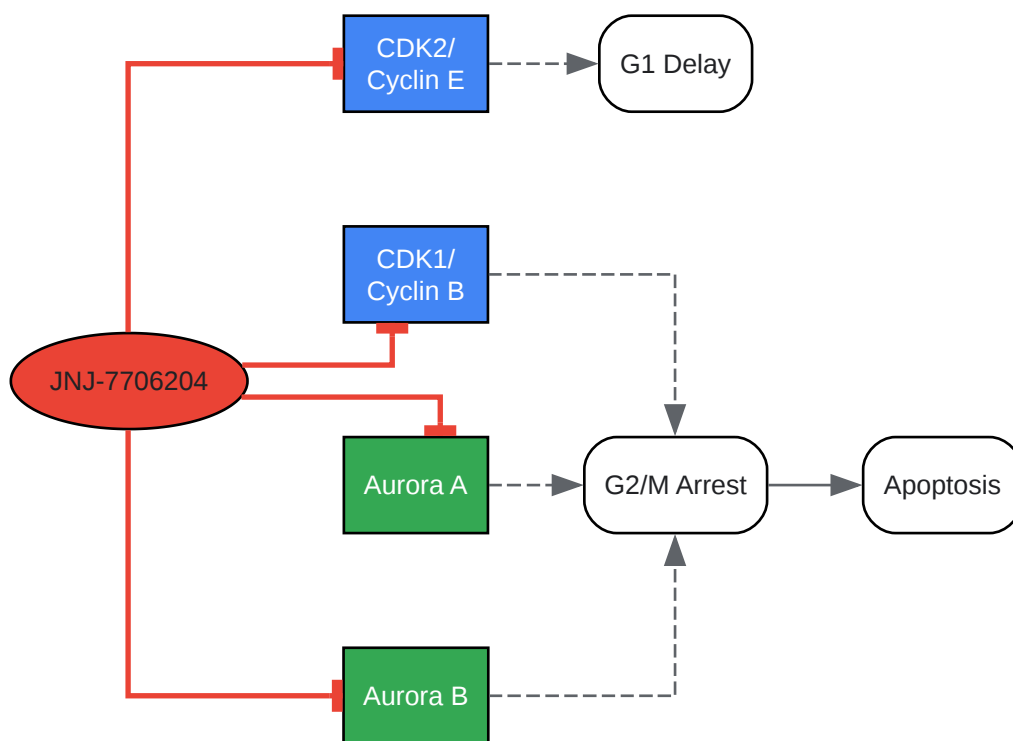 CDK2/
Cyclin E
G1 Delay
CDK1/
Cyclin B
JNJ-7706204
Aurora A
G2/M Arrest
Apoptosis
Aurora B